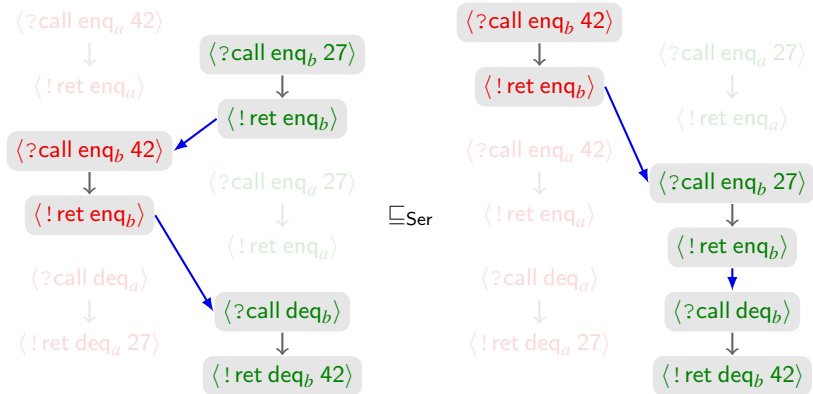 ⟨?call enq_a 42⟩
⟨! ret enq_a⟩
⟨?call enq_b 27⟩
⟨! ret enq_b⟩
⟨?call enq_b 42⟩
⟨! ret enq_b⟩
⟨?call enq_a 27⟩
⟨! ret enq_a⟩
⟨?call deq_a⟩
⟨! ret deq_a 27⟩
⟨?call deq_b⟩
⟨! ret deq_b 42⟩
⊑Ser
⟨?call enq_b 42⟩
⟨! ret enq_b⟩
⟨?call enq_a 27⟩
⟨! ret enq_a⟩
⟨?call enq_a 42⟩
⟨! ret enq_a⟩
⟨?call enq_b 27⟩
⟨! ret enq_b⟩
⟨?call deq_a⟩
⟨! ret deq_a 27⟩
⟨?call deq_b⟩
⟨! ret deq_b 42⟩